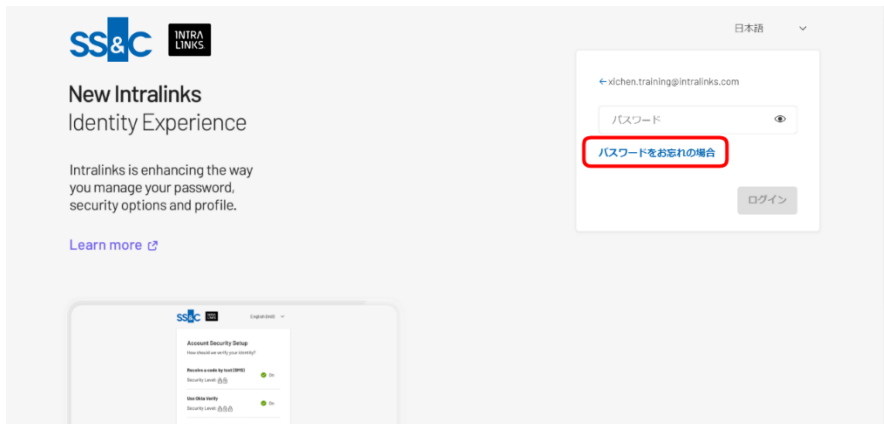 SS&C
INTRA
LINKS
日本語
New Intralinks
Identity Experience
Intralinks is enhancing the way
you manage your password,
security options and profile.
Learn more
←xichen.training@intralinks.com
パスワード
パスワードをお忘れの場合
ログイン
SS&C
English (US)
Account Security Setup
How should we verify your identity?
Receive a code by text (SMS)
On
Security Level:
Use Okta Verify
On
Security Level: